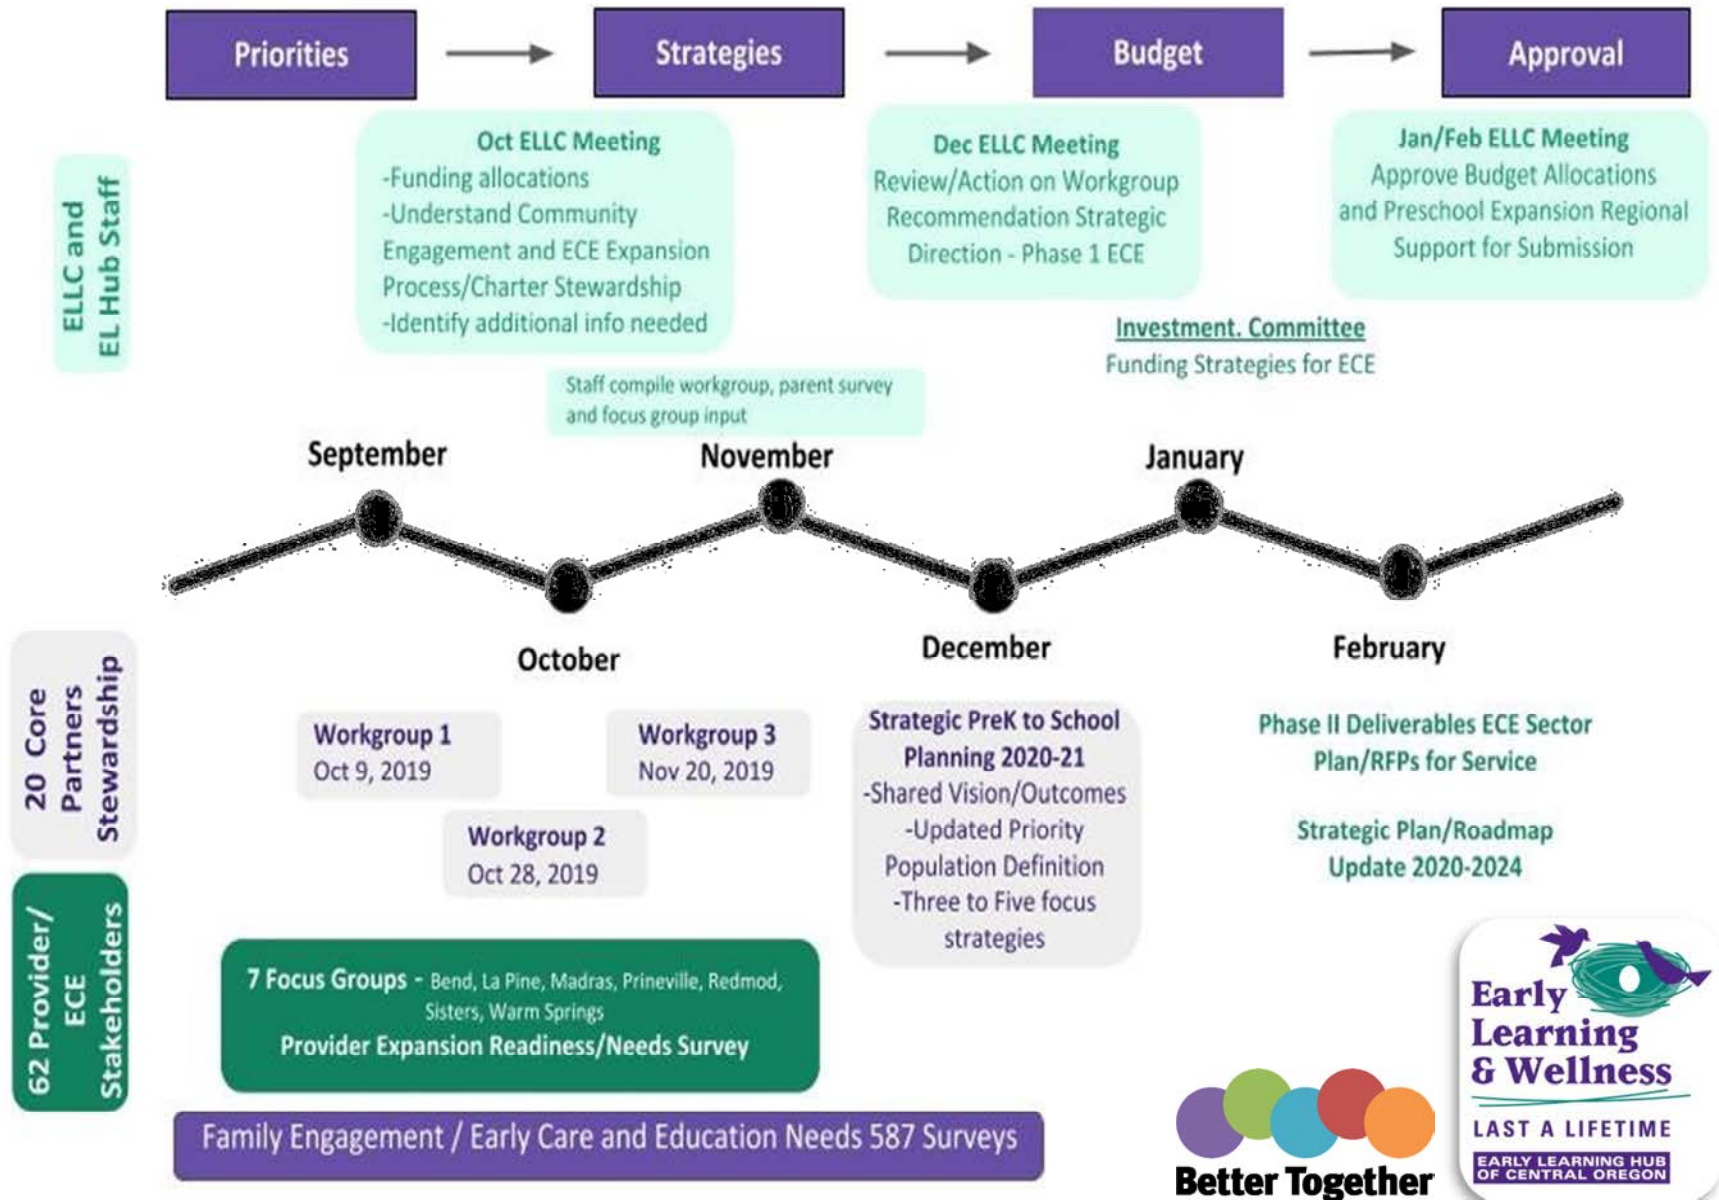 Priorities
Strategies
Budget
Approval
ELLC and
EL Hub Staff
Oct ELLC Meeting
-Funding allocations
-Understand Community
Engagement and ECE Expansion
Process/Charter Stewardship
-Identify additional info needed
Dec ELLC Meeting
Review/Action on Workgroup
Recommendation Strategic
Direction - Phase 1 ECE
Jan/Feb ELLC Meeting
Approve Budget Allocations
and Preschool Expansion Regional
Support for Submission
Investment. Committee
Funding Strategies for ECE
Staff compile workgroup, parent survey
and focus group input
September
November
January
October
December
February
20 Core
Partners
Stewardship
Workgroup 1
Oct 9, 2019
Workgroup 3
Nov 20, 2019
Workgroup 2
Oct 28, 2019
Strategic PreK to School
Planning 2020-21
-Shared Vision/Outcomes
-Updated Priority
Population Definition
-Three to Five focus
strategies
Phase II Deliverables ECE Sector
Plan/RFPs for Service
Strategic Plan/Roadmap
Update 2020-2024
62 Provider/
ECE
Stakeholders
7 Focus Groups - Bend, La Pine, Madras, Prineville, Redmod,
Sisters, Warm Springs
Provider Expansion Readiness/Needs Survey
Family Engagement / Early Care and Education Needs 587 Surveys
Better Together
Early
Learning
& Wellness
LAST A LIFETIME
EARLY LEARNING HUB
OF CENTRAL OREGON